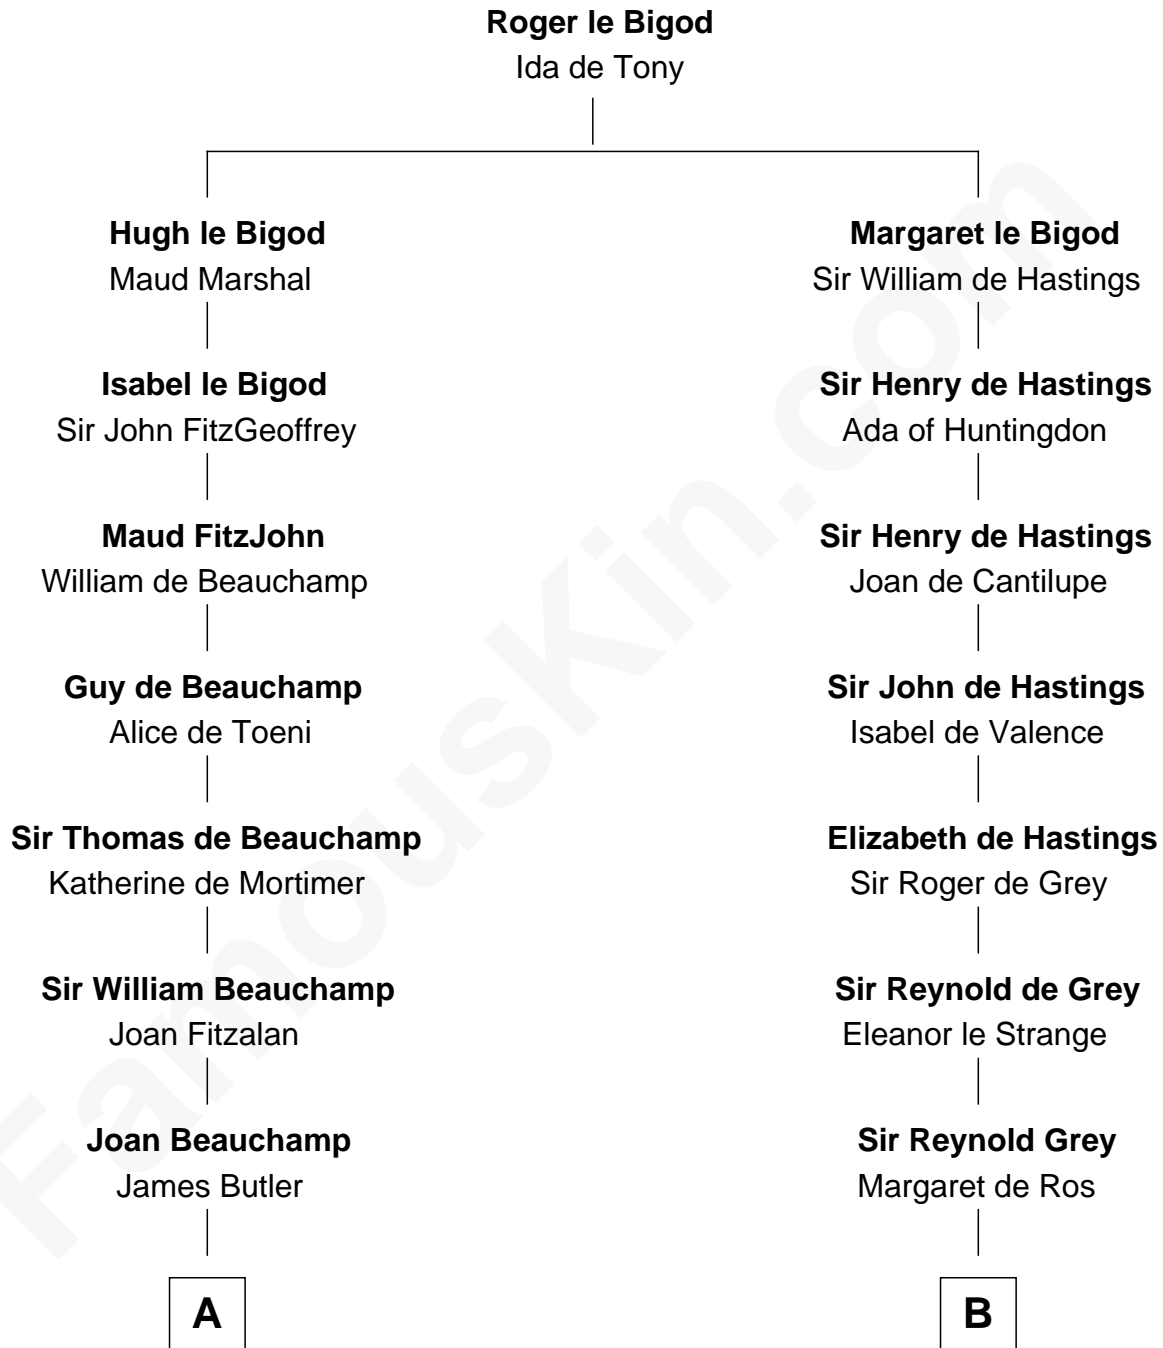 Roger le Bigod
Ida de Tony
Hugh le Bigod
Maud Marshal
Margaret le Bigod
Sir William de Hastings
Isabel le Bigod
Sir John FitzGeoffrey
Sir Henry de Hastings
Ada of Huntingdon
Maud FitzJohn
William de Beauchamp
Sir Henry de Hastings
Joan de Cantilupe
Guy de Beauchamp
Alice de Toeni
Sir John de Hastings
Isabel de Valence
Sir Thomas de Beauchamp
Katherine de Mortimer
Elizabeth de Hastings
Sir Roger de Grey
Sir William Beauchamp
Joan Fitzalan
Sir Reynold de Grey
Eleanor le Strange
Joan Beauchamp
James Butler
Sir Reynold Grey
Margaret de Ros
A
B
FamousKin.com